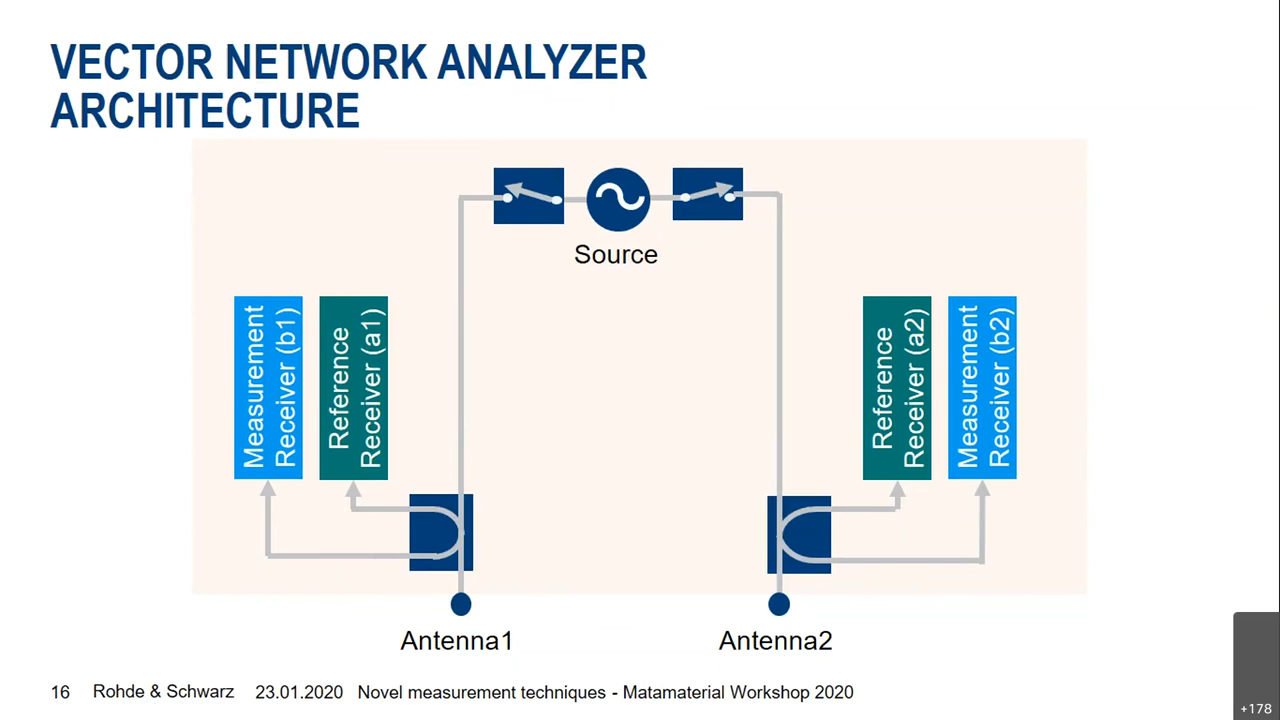 VECTOR NETWORK ANALYZER
ARCHITECTURE
Source
Measurement
Receiver (b1)
Reference
Receiver (a1)
Reference
Receiver (a2)
Measurement
Receiver (b2)
Antenna1
Antenna2
16 Rohde & Schwarz 23.01.2020 Novel measurement techniques - Matamaterial Workshop 2020
+178